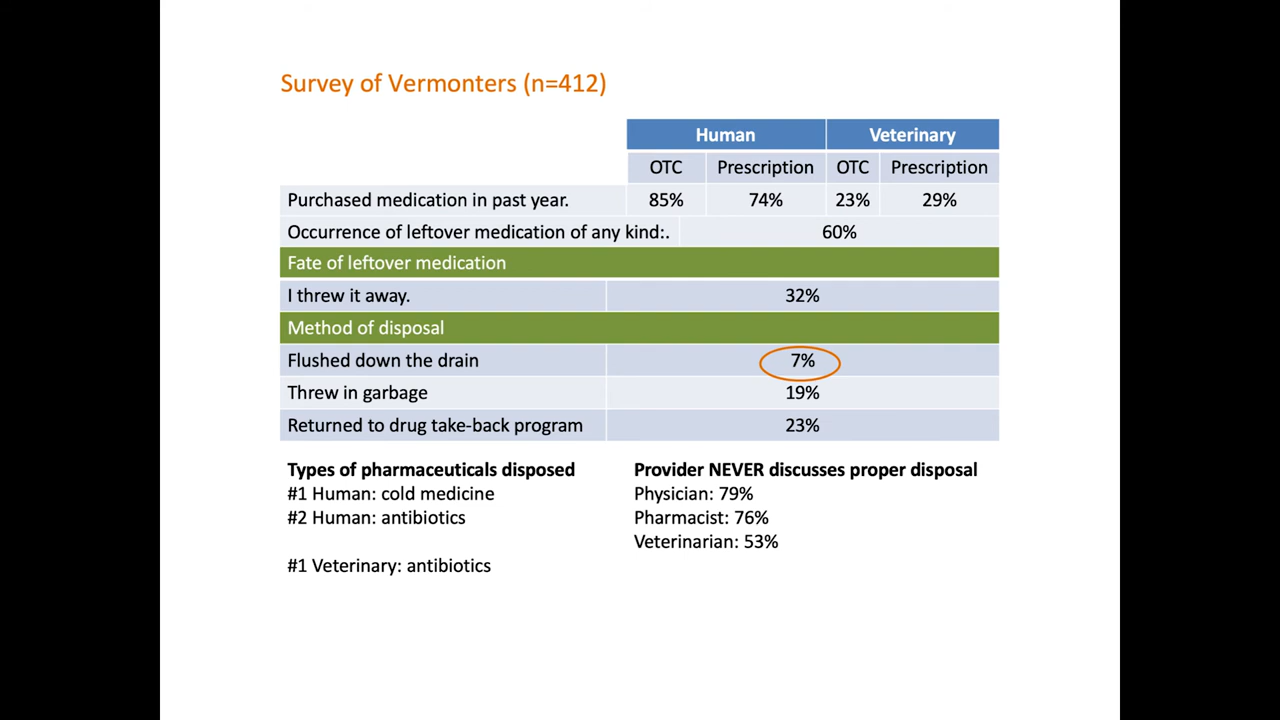 Survey of Vermonters (n=412)
Human Veterinary
OTC Prescription OTC Prescription
Purchased medication in past year. 85% 74% 23% 29%
Occurrence of leftover medication of any kind:. 60%
Fate of leftover medication
I threw it away. 32%
Method of disposal
Flushed down the drain 7%
Threw in garbage 19%
Returned to drug take-back program 23%
Types of pharmaceuticals disposed
#1 Human: cold medicine
#2 Human: antibiotics
#1 Veterinary: antibiotics
Provider NEVER discusses proper disposal
Physician: 79%
Pharmacist: 76%
Veterinarian: 53%